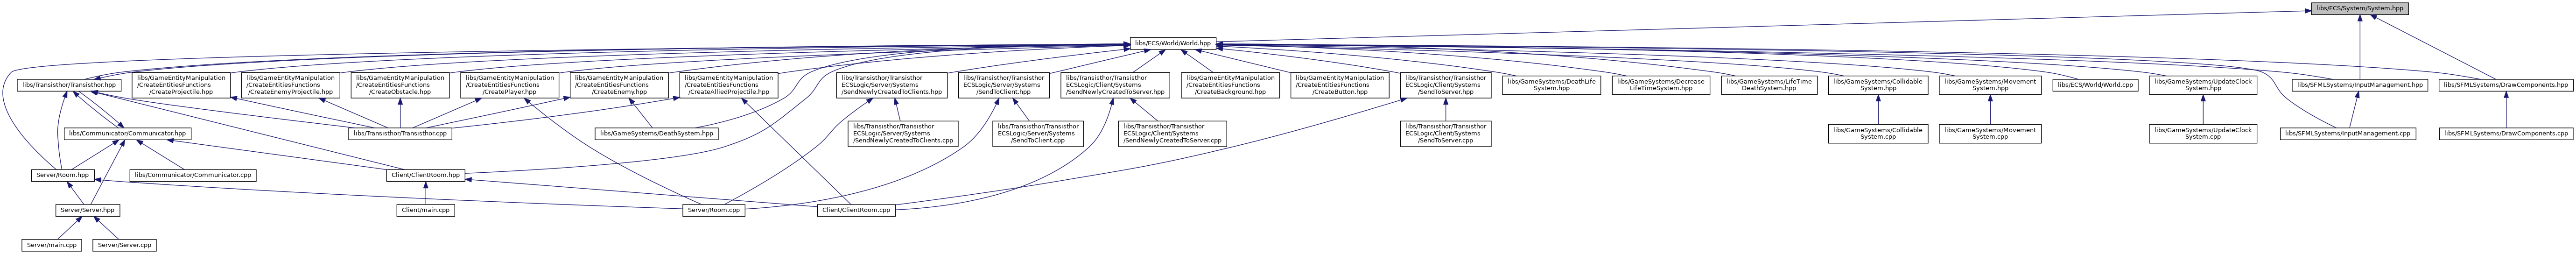 libs/ECS/System/System.hpp
libs/ECS/World/World.hpp
libs/Transisthor/Transisthor.hpp
libs/GameEntityManipulation
/CreateEntitiesFunctions
/CreateProjectile.hpp
libs/GameEntityManipulation
/CreateEntitiesFunctions
/CreateEnemyProjectile.hpp
libs/GameEntityManipulation
/CreateEntitiesFunctions
/CreateObstacle.hpp
libs/GameEntityManipulation
/CreateEntitiesFunctions
/CreatePlayer.hpp
libs/GameEntityManipulation
/CreateEntitiesFunctions
/CreateEnemy.hpp
libs/GameEntityManipulation
/CreateEntitiesFunctions
/CreateAlliedProjectile.hpp
libs/Transisthor/Transisthor
ECSLogic/Server/Systems
/SendNewlyCreatedToClients.hpp
libs/Transisthor/Transisthor
ECSLogic/Server/Systems
/SendToClient.hpp
libs/Transisthor/Transisthor
ECSLogic/Client/Systems
/SendNewlyCreatedToServer.hpp
libs/GameEntityManipulation
/CreateEntitiesFunctions
/CreateBackground.hpp
libs/GameEntityManipulation
/CreateEntitiesFunctions
/CreateButton.hpp
libs/Transisthor/Transisthor
ECSLogic/Client/Systems
/SendToServer.hpp
libs/GameSystems/DeathLife
System.hpp
libs/GameSystems/Decrease
LifeTimeSystem.hpp
libs/GameSystems/LifeTime
DeathSystem.hpp
libs/GameSystems/Collidable
System.hpp
libs/GameSystems/Movement
System.hpp
libs/ECS/World/World.cpp
libs/GameSystems/UpdateClock
System.hpp
libs/SFMLSystems/InputManagement.hpp
libs/SFMLSystems/DrawComponents.hpp
libs/Communicator/Communicator.hpp
libs/Transisthor/Transisthor.cpp
libs/GameSystems/DeathSystem.hpp
libs/Transisthor/Transisthor
ECSLogic/Server/Systems
/SendNewlyCreatedToClients.cpp
libs/Transisthor/Transisthor
ECSLogic/Server/Systems
/SendToClient.cpp
libs/Transisthor/Transisthor
ECSLogic/Client/Systems
/SendNewlyCreatedToServer.cpp
libs/Transisthor/Transisthor
ECSLogic/Client/Systems
/SendToServer.cpp
libs/GameSystems/Collidable
System.cpp
libs/GameSystems/Movement
System.cpp
libs/GameSystems/UpdateClock
System.cpp
libs/SFMLSystems/InputManagement.cpp
libs/SFMLSystems/DrawComponents.cpp
Server/Room.hpp
libs/Communicator/Communicator.cpp
Client/ClientRoom.hpp
Server/Server.hpp
Client/main.cpp
Server/Room.cpp
Client/ClientRoom.cpp
Server/main.cpp
Server/Server.cpp